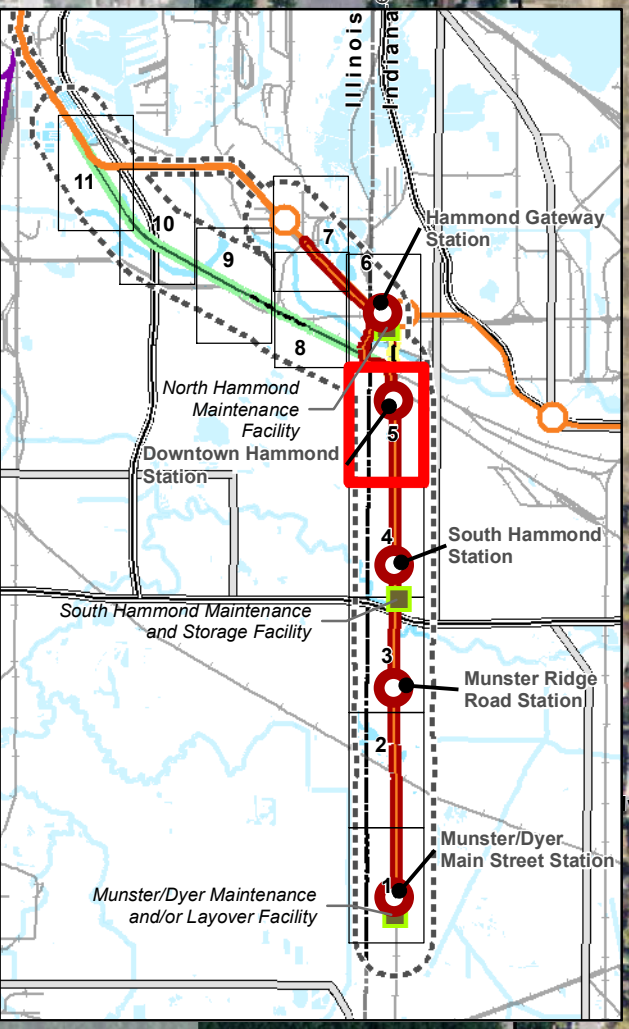 Illinois
Indiana
11
10
9
8
7
6
Hammond Gateway
Station
North Hammond
Maintenance
Facility
Downtown Hammond
Station
5
4
South Hammond
Station
South Hammond Maintenance
and Storage Facility
3
Munster Ridge
Road Station
2
Munster/Dyer
Main Street Station
1
Munster/Dyer Maintenance
and/or Layover Facility